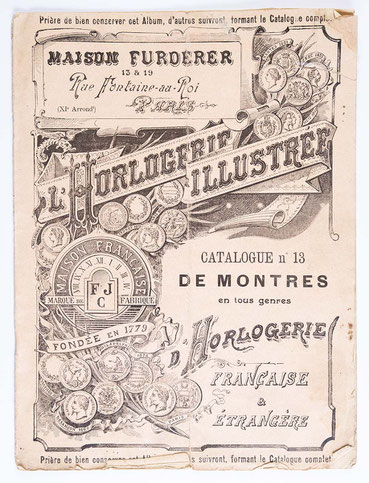 Prière de bien conserver cet Album, d'autres suivront, formant le Catalogue complet
MAISON FURDERER
13 & 19
Rue Fontaine-au-Roi
(XIe Arrondt)
PARIS
L'HORLOGERIE
ILLUSTRÉE
MAISON FRANÇAISE
FJC
MARQUE DE FABRIQUE
FONDÉE EN 1779
CATALOGUE n° 13
DE MONTRES
en tous genres
D'HORLOGERIE
FRANÇAISE
&
ÉTRANGÈRE
Prière de bien conserver cet Album suivront, formant le Catalogue complet